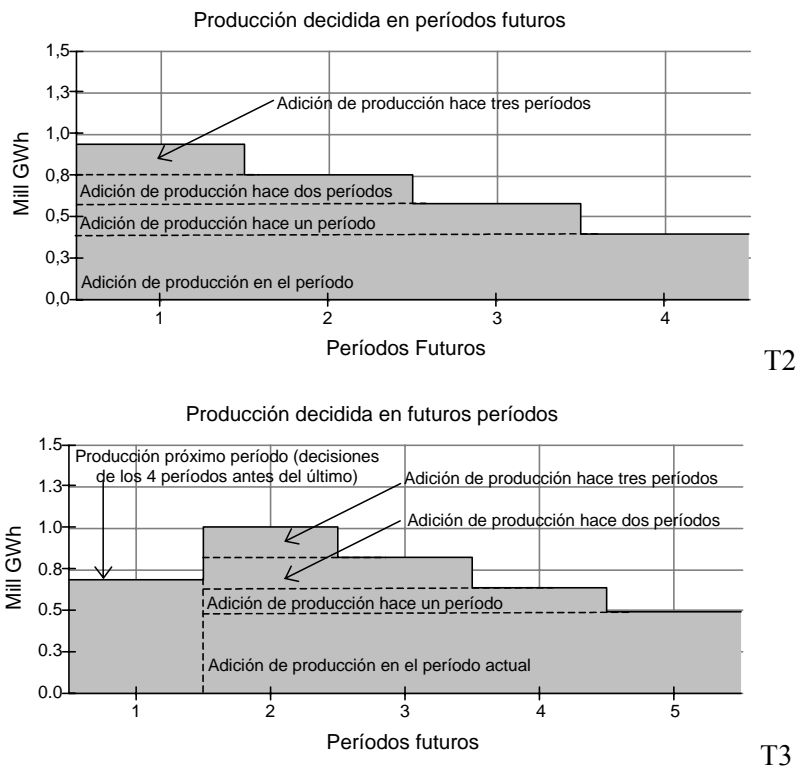 Producción decidida en períodos futuros
1,5
1,3
1,0
0,8
0,5
0,3
0,0
Mill GWh
Adición de producción hace tres períodos
Adición de producción hace dos períodos
Adición de producción hace un período
Adición de producción en el período
1
2
3
4
Períodos Futuros
T2
Producción decidida en futuros períodos
1.5
1.3
1.0
0.8
0.5
0.3
0.0
Mill GWh
Producción próximo período (decisiones
de los 4 períodos antes del último)
Adición de producción hace tres períodos
Adición de producción hace dos períodos
Adición de producción hace un período
Adición de producción en el período actual
1
2
3
4
5
Períodos futuros
T3